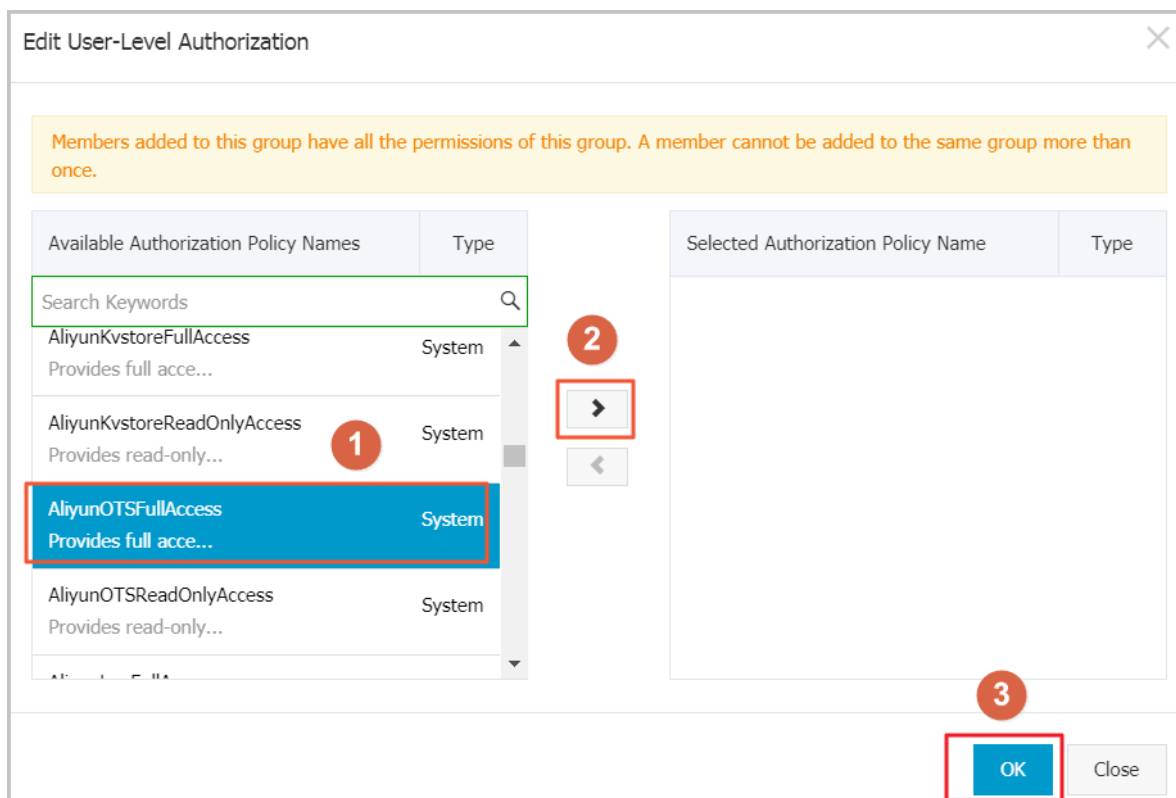 Edit User-Level Authorization
Members added to this group have all the permissions of this group. A member cannot be added to the same group more than
once.
Available Authorization Policy Names Type
Selected Authorization Policy Name Type
Search Keywords
AliyunKvstoreFullAccess System
Provides full acce...
2
AliyunKvstoreReadOnlyAccess System
Provides read-only...
1
AliyunOTSFullAccess System
Provides full acce...
AliyunOTSReadOnlyAccess System
Provides read-only...
3
OK Close